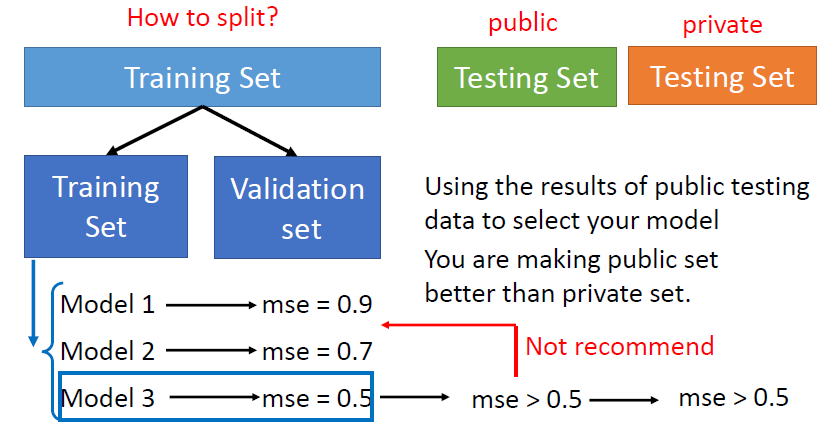 How to split?
public
private
Training Set
Testing Set
Testing Set
Training
Set
Validation
set
Using the results of public testing
data to select your model
You are making public set
better than private set.
Model 1
mse = 0.9
Model 2
mse = 0.7
Not recommend
Model 3
mse = 0.5
mse > 0.5
mse > 0.5